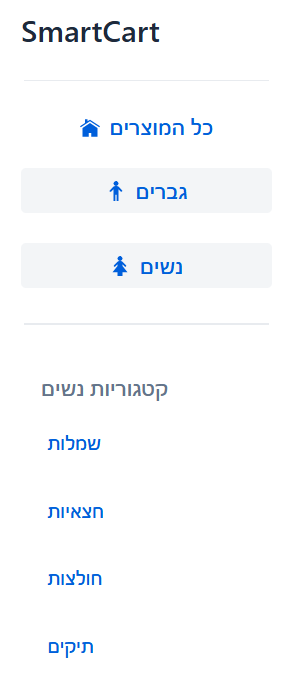 SmartCart
כל המוצרים
גברים
נשים
קטגוריות נשים
שמלות
חצאיות
חולצות
תיקים